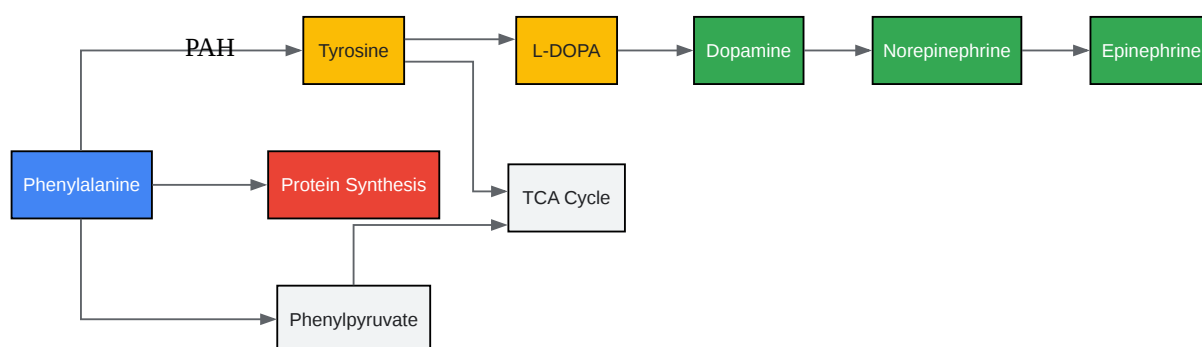 PAH
Tyrosine
L-DOPA
Dopamine
Norepinephrine
Epinephrine
Phenylalanine
Protein Synthesis
TCA Cycle
Phenylpyruvate